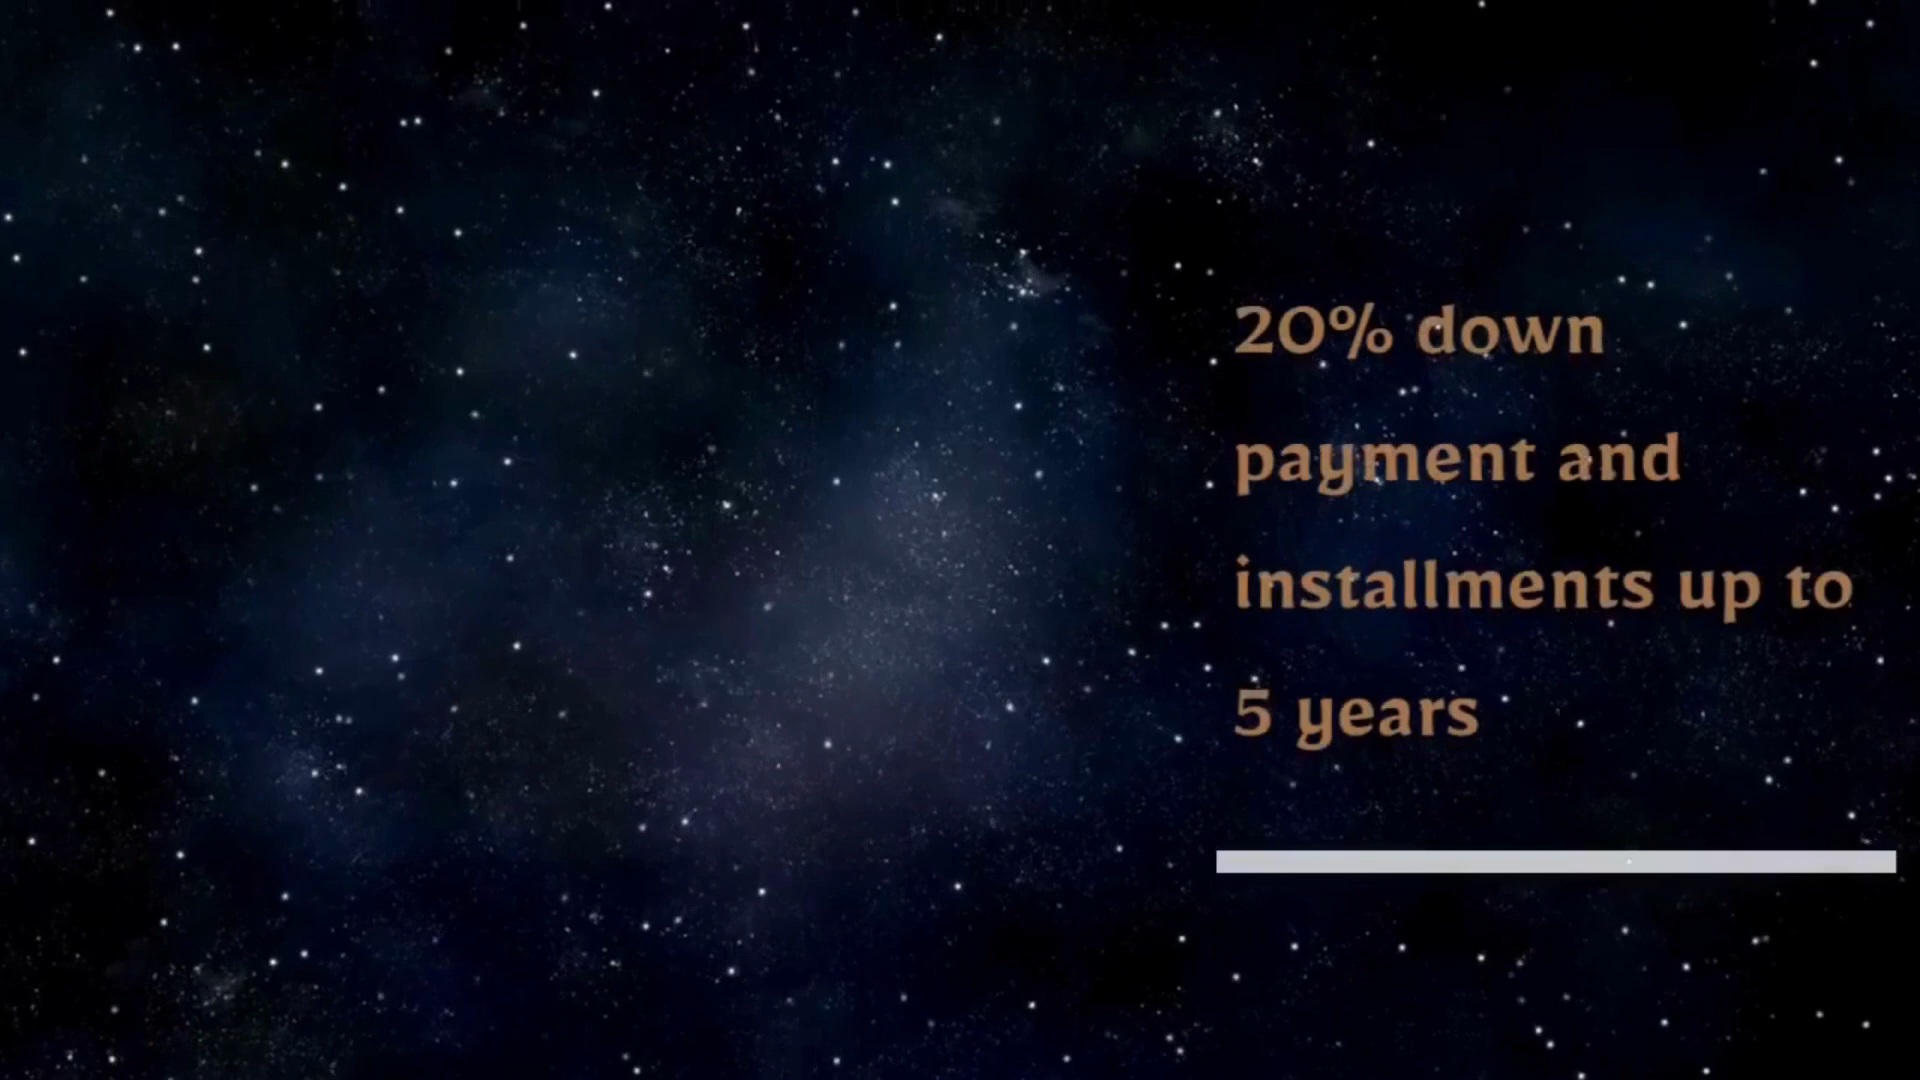 20% down
payment and
installments up to
5 years